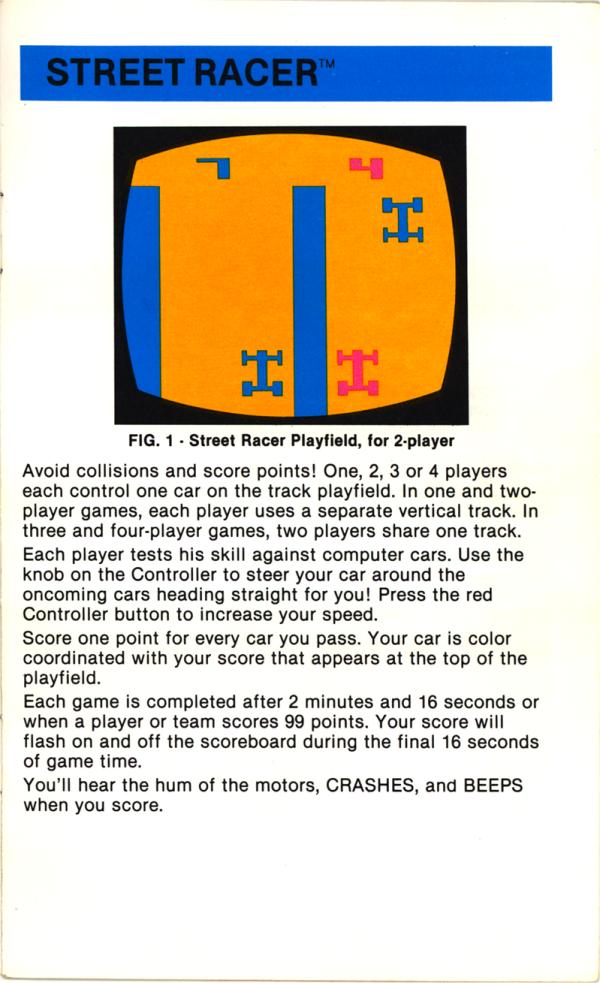 STREET RACER™
7 4
FIG. 1 - Street Racer Playfield, for 2-player
Avoid collisions and score points! One, 2, 3 or 4 players
each control one car on the track playfield. In one and two-
player games, each player uses a separate vertical track. In
three and four-player games, two players share one track.
Each player tests his skill against computer cars. Use the
knob on the Controller to steer your car around the
oncoming cars heading straight for you! Press the red
Controller button to increase your speed.
Score one point for every car you pass. Your car is color
coordinated with your score that appears at the top of the
playfield.
Each game is completed after 2 minutes and 16 seconds or
when a player or team scores 99 points. Your score will
flash on and off the scoreboard during the final 16 seconds
of game time.
You'll hear the hum of the motors, CRASHES, and BEEPS
when you score.